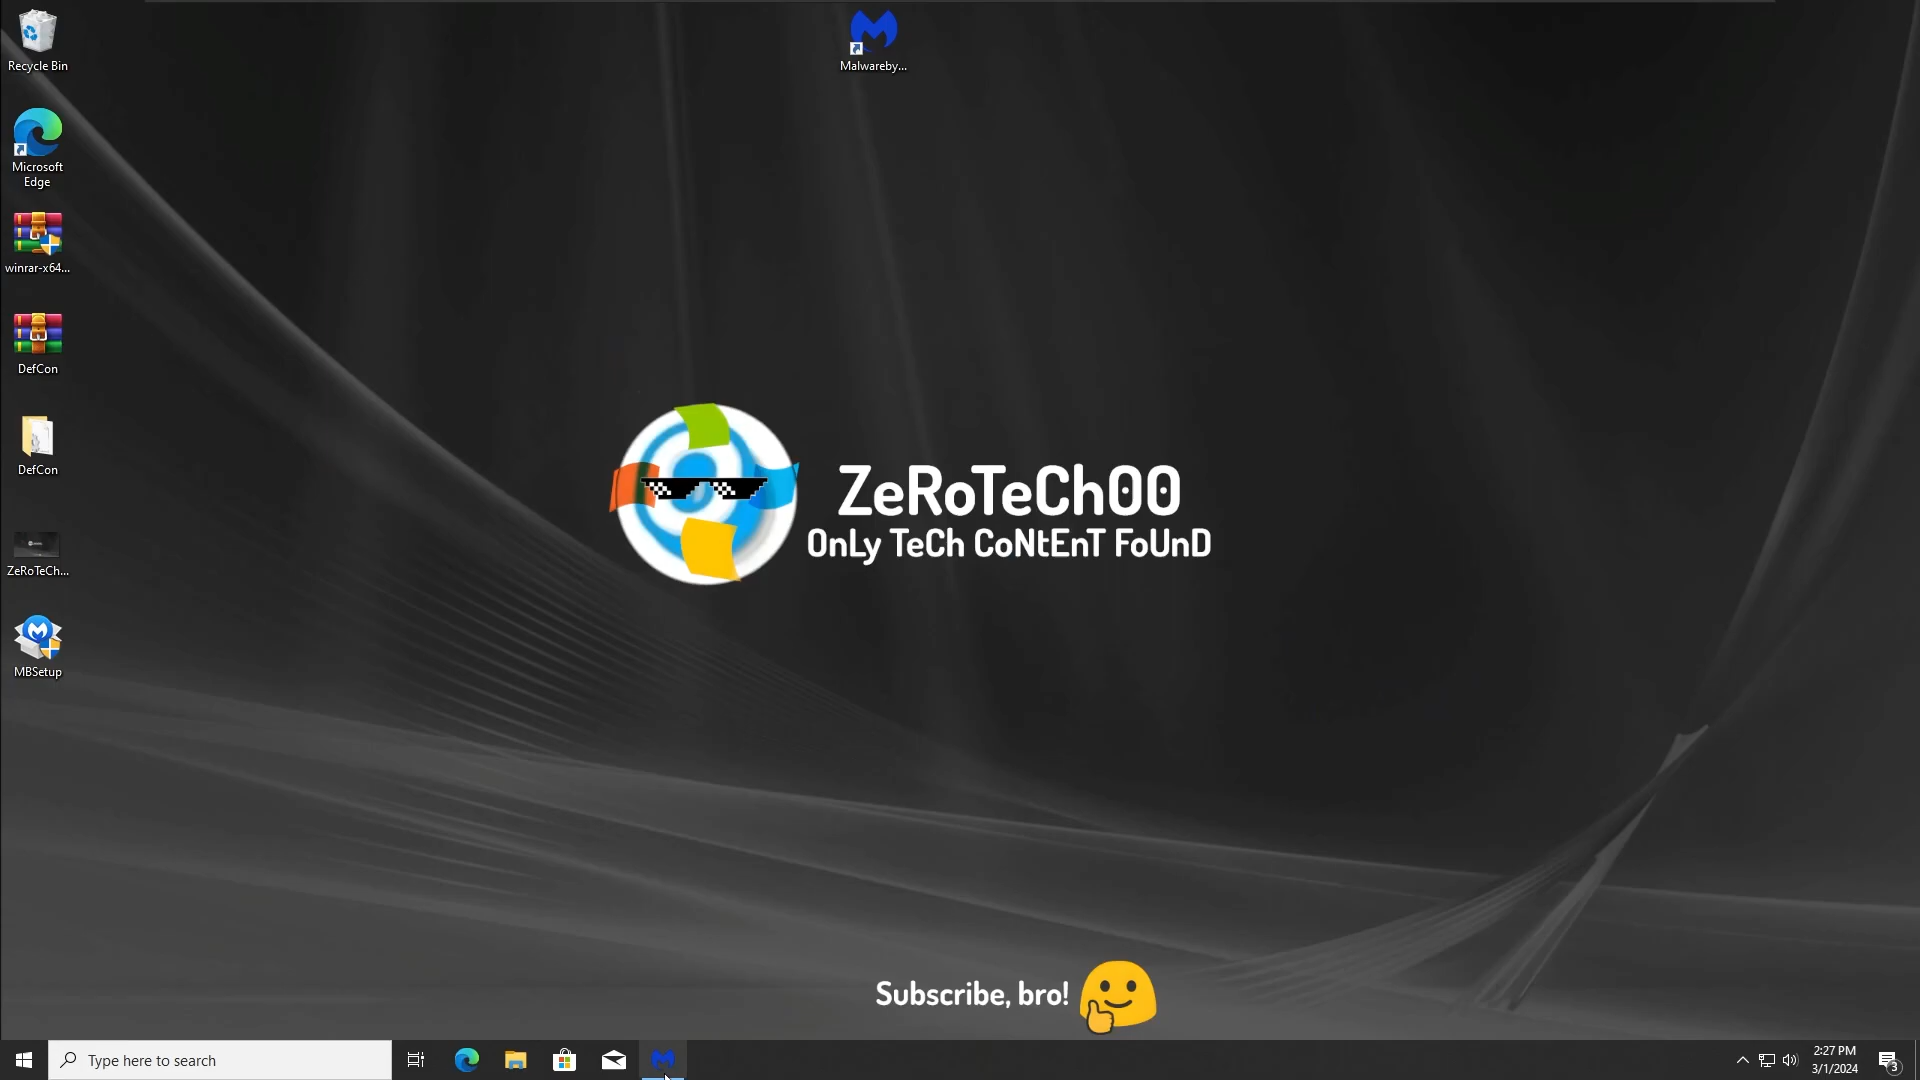 Recycle Bin
Malwareby...
Microsoft
Edge
winrar-x64...
DefCon
DefCon
ZeRoTeCh...
MBSetup
ZeRoTeCh00
OnLy TeCh CoNtEnT FoUnD
Subscribe, bro!
Type here to search
2:27 PM
3/1/2024
3